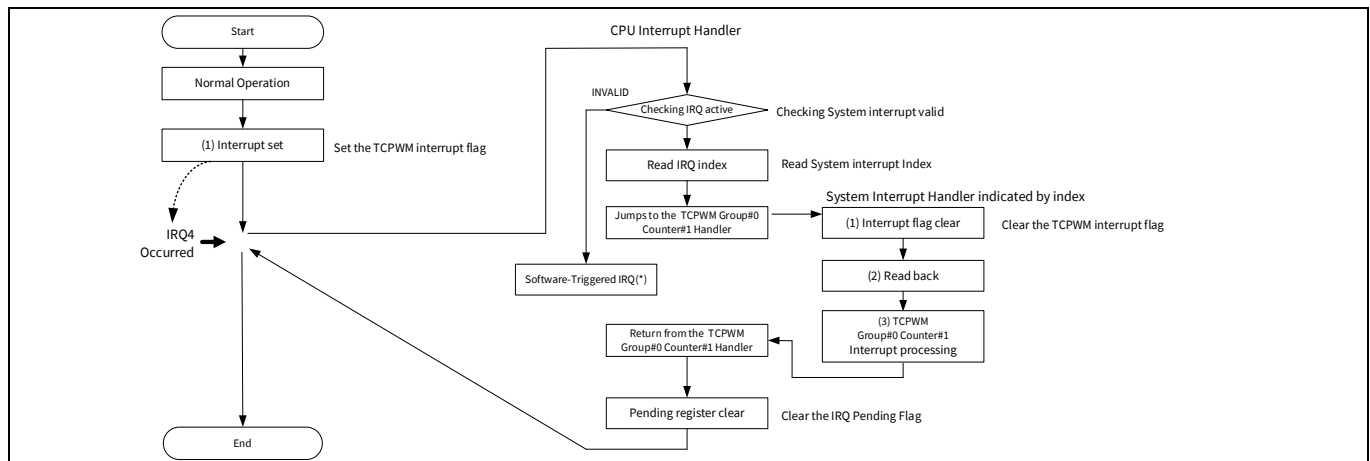 Start
Normal Operation
(1) Interrupt set
Set the TCPWM interrupt flag
IRQ4
Occurred
End
CPU Interrupt Handler
INVALID
Checking IRQ active
Checking System interrupt valid
Read IRQ index
Read System interrupt Index
Jumps to the TCPWM Group#0
Counter#1 Handler
Software-Triggered IRQ(*)
System Interrupt Handler indicated by index
(1) Interrupt flag clear
Clear the TCPWM interrupt flag
(2) Read back
(3) TCPWM
Group#0 Counter#1
Interrupt processing
Return from the TCPWM
Group#0 Counter#1 Handler
Pending register clear
Clear the IRQ Pending Flag